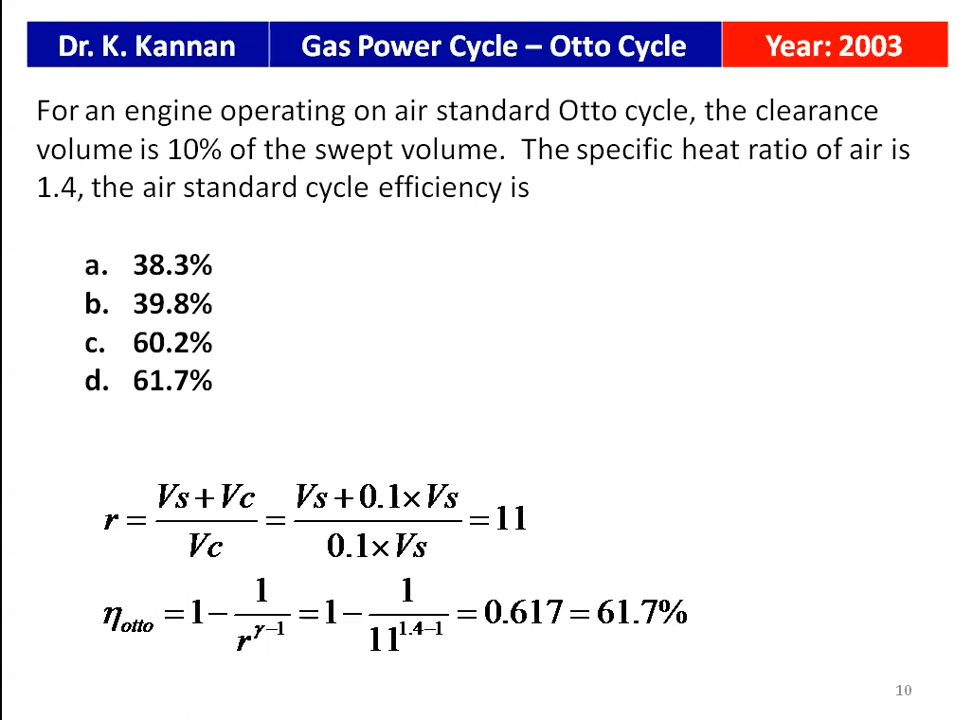 Dr. K. Kannan Gas Power Cycle – Otto Cycle Year: 2003
For an engine operating on air standard Otto cycle, the clearance
volume is 10% of the swept volume. The specific heat ratio of air is
1.4, the air standard cycle efficiency is
a. 38.3%
b. 39.8%
c. 60.2%
d. 61.7%
r = (Vs + Vc)/Vc = (Vs + 0.1 × Vs)/(0.1 × Vs) = 11
η_otto = 1 − 1/r^(γ−1) = 1 − 1/11^(1.4−1) = 0.617 = 61.7%
10